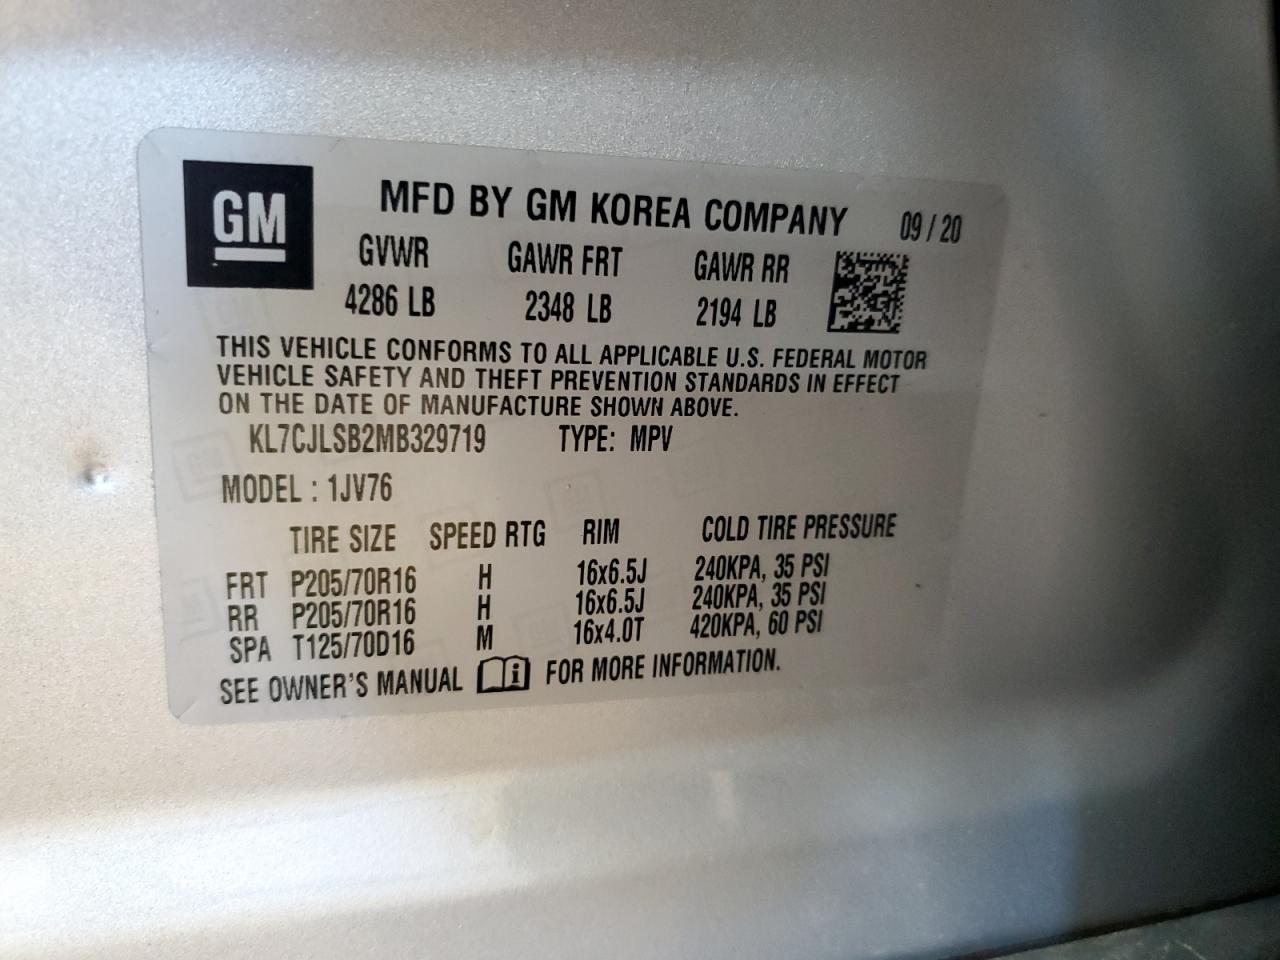 GM
MFD BY GM KOREA COMPANY 09 / 20
GVWR GAWR FRT GAWR RR
4286 LB 2348 LB 2194 LB
THIS VEHICLE CONFORMS TO ALL APPLICABLE U.S. FEDERAL MOTOR
VEHICLE SAFETY AND THEFT PREVENTION STANDARDS IN EFFECT
ON THE DATE OF MANUFACTURE SHOWN ABOVE.
KL7CJLSB2MB329719 TYPE: MPV
MODEL : 1JV76
TIRE SIZE SPEED RTG RIM COLD TIRE PRESSURE
FRT P205/70R16 H 16x6.5J 240KPA, 35 PSI
RR P205/70R16 H 16x6.5J 240KPA, 35 PSI
SPA T125/70D16 M 16x4.0T 420KPA, 60 PSI
SEE OWNER'S MANUAL i FOR MORE INFORMATION.